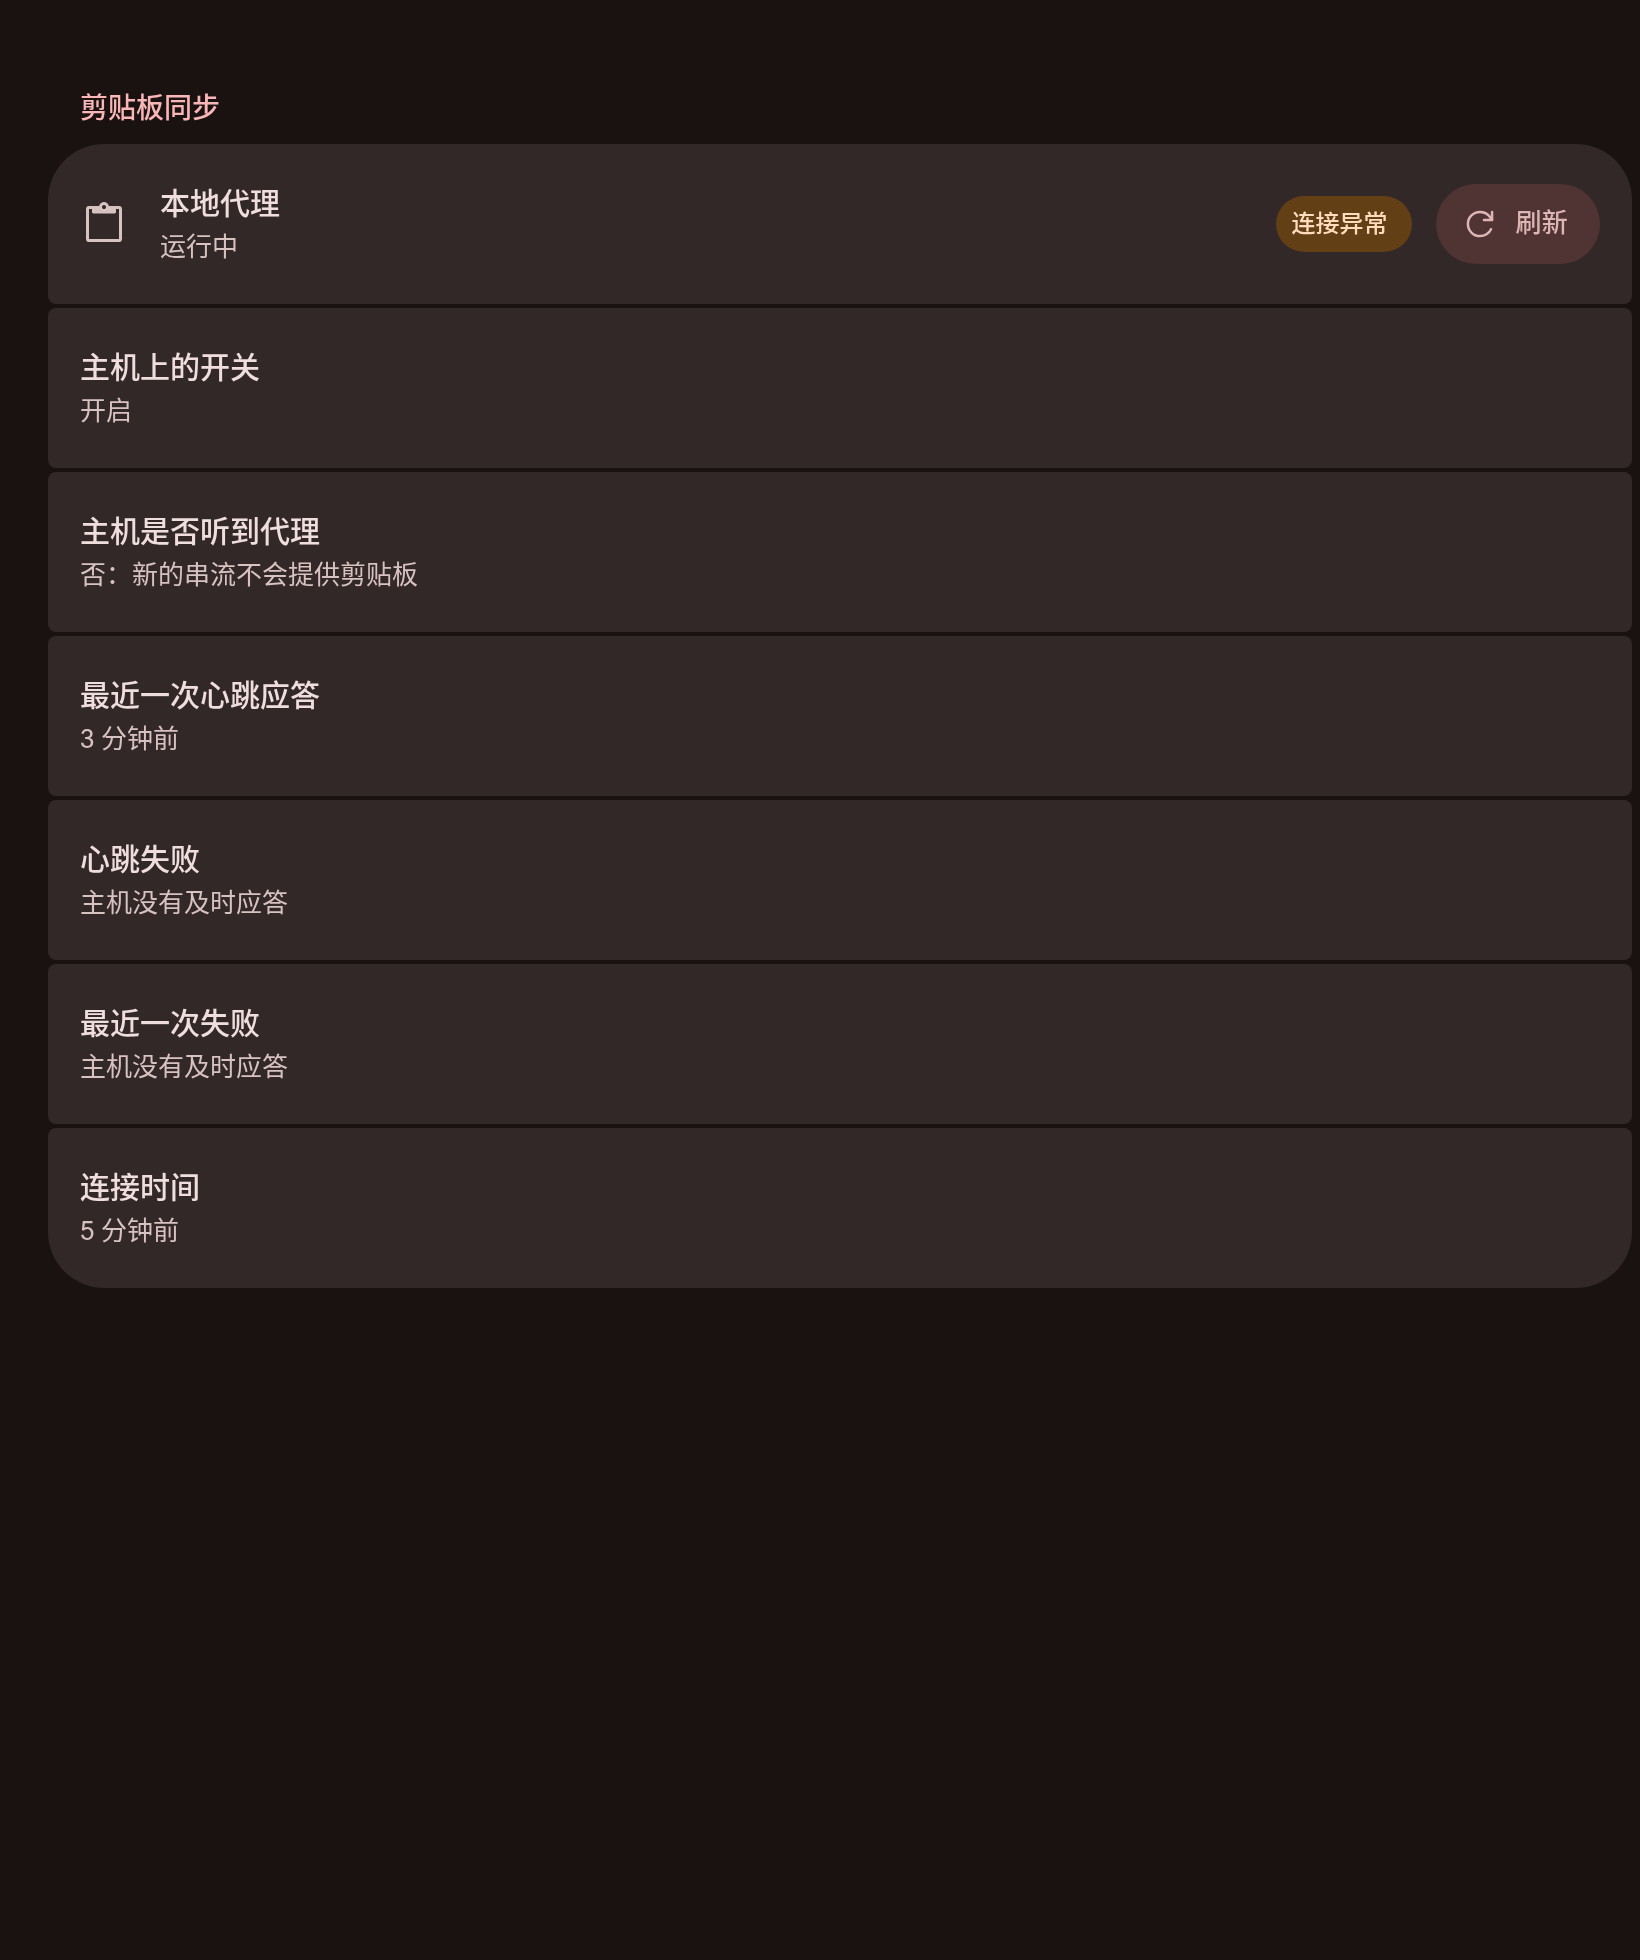 剪贴板同步
本地代理
运行中
连接异常
刷新
主机上的开关
开启
主机是否听到代理
否：新的串流不会提供剪贴板
最近一次心跳应答
3 分钟前
心跳失败
主机没有及时应答
最近一次失败
主机没有及时应答
连接时间
5 分钟前